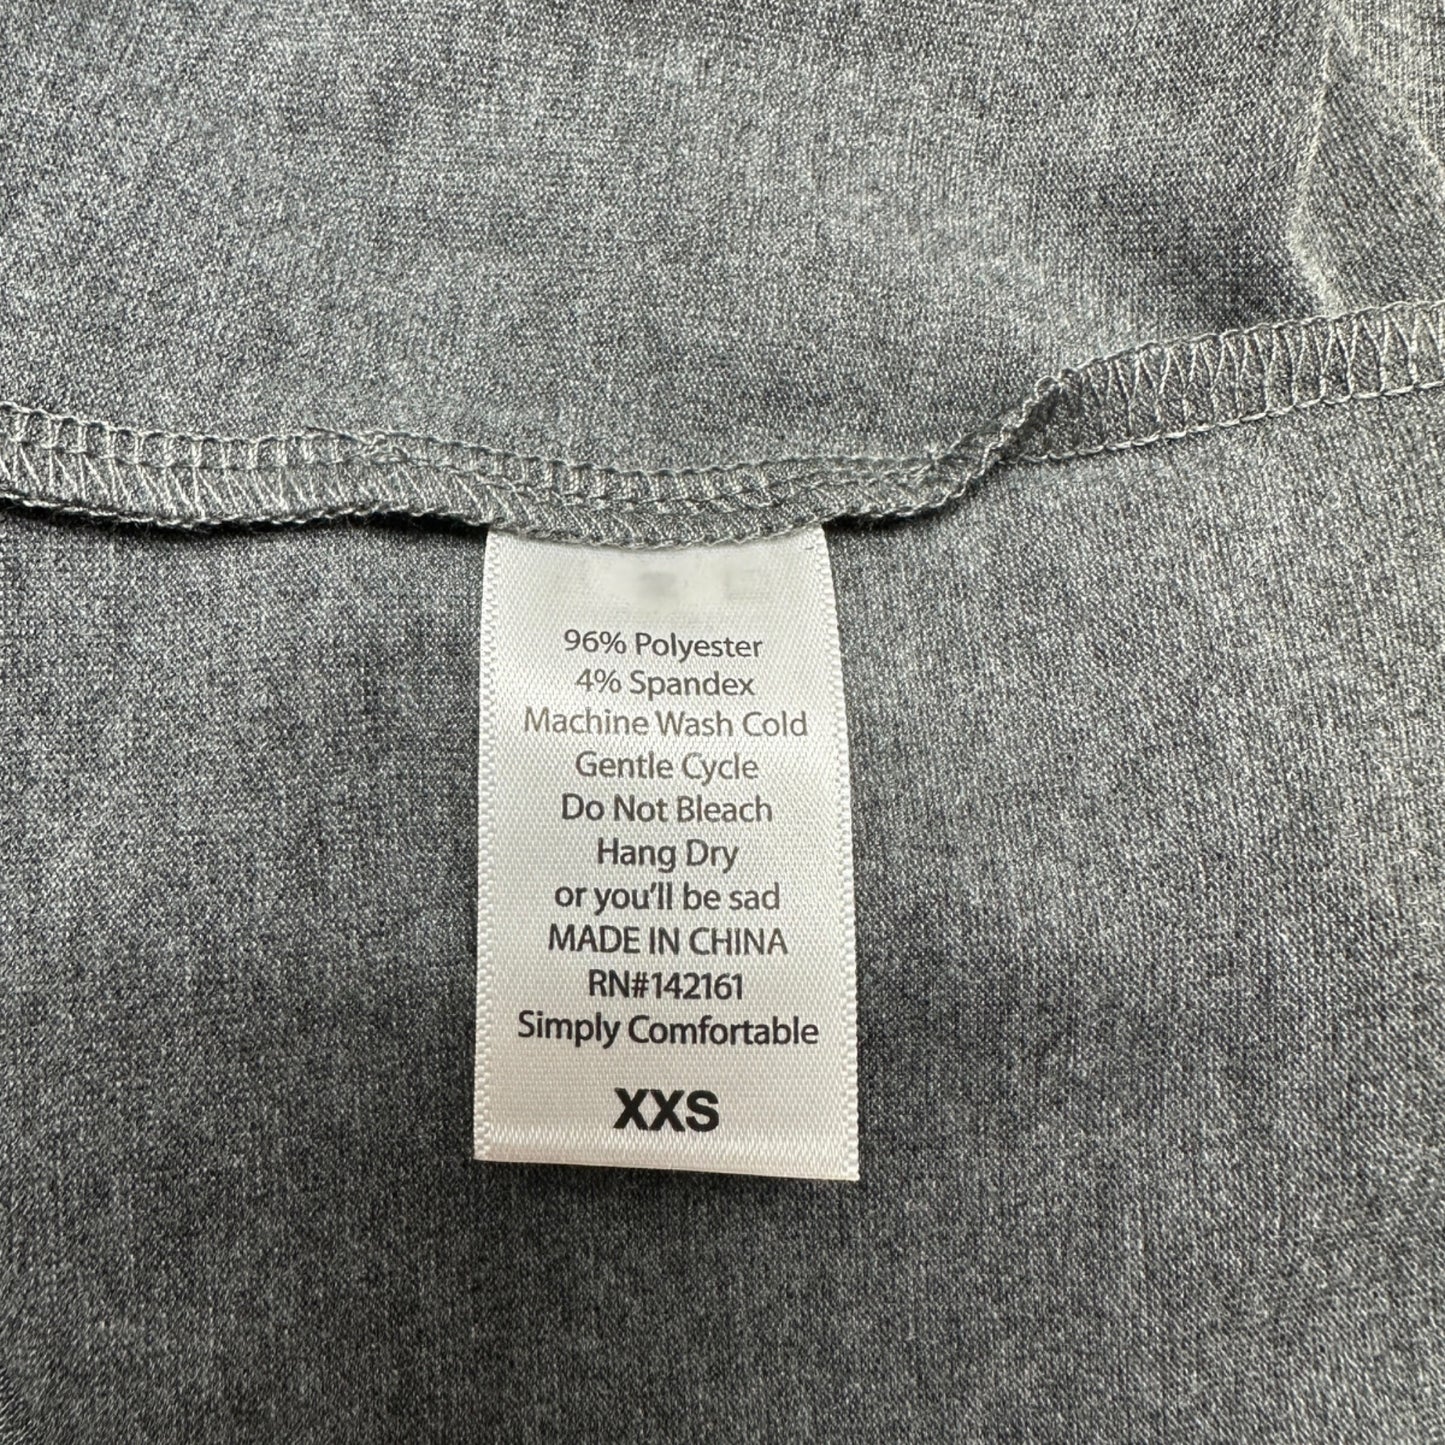 96% Polyester
4% Spandex
Machine Wash Cold
Gentle Cycle
Do Not Bleach
Hang Dry
or you'll be sad
MADE IN CHINA
RN#142161
Simply Comfortable
XXS